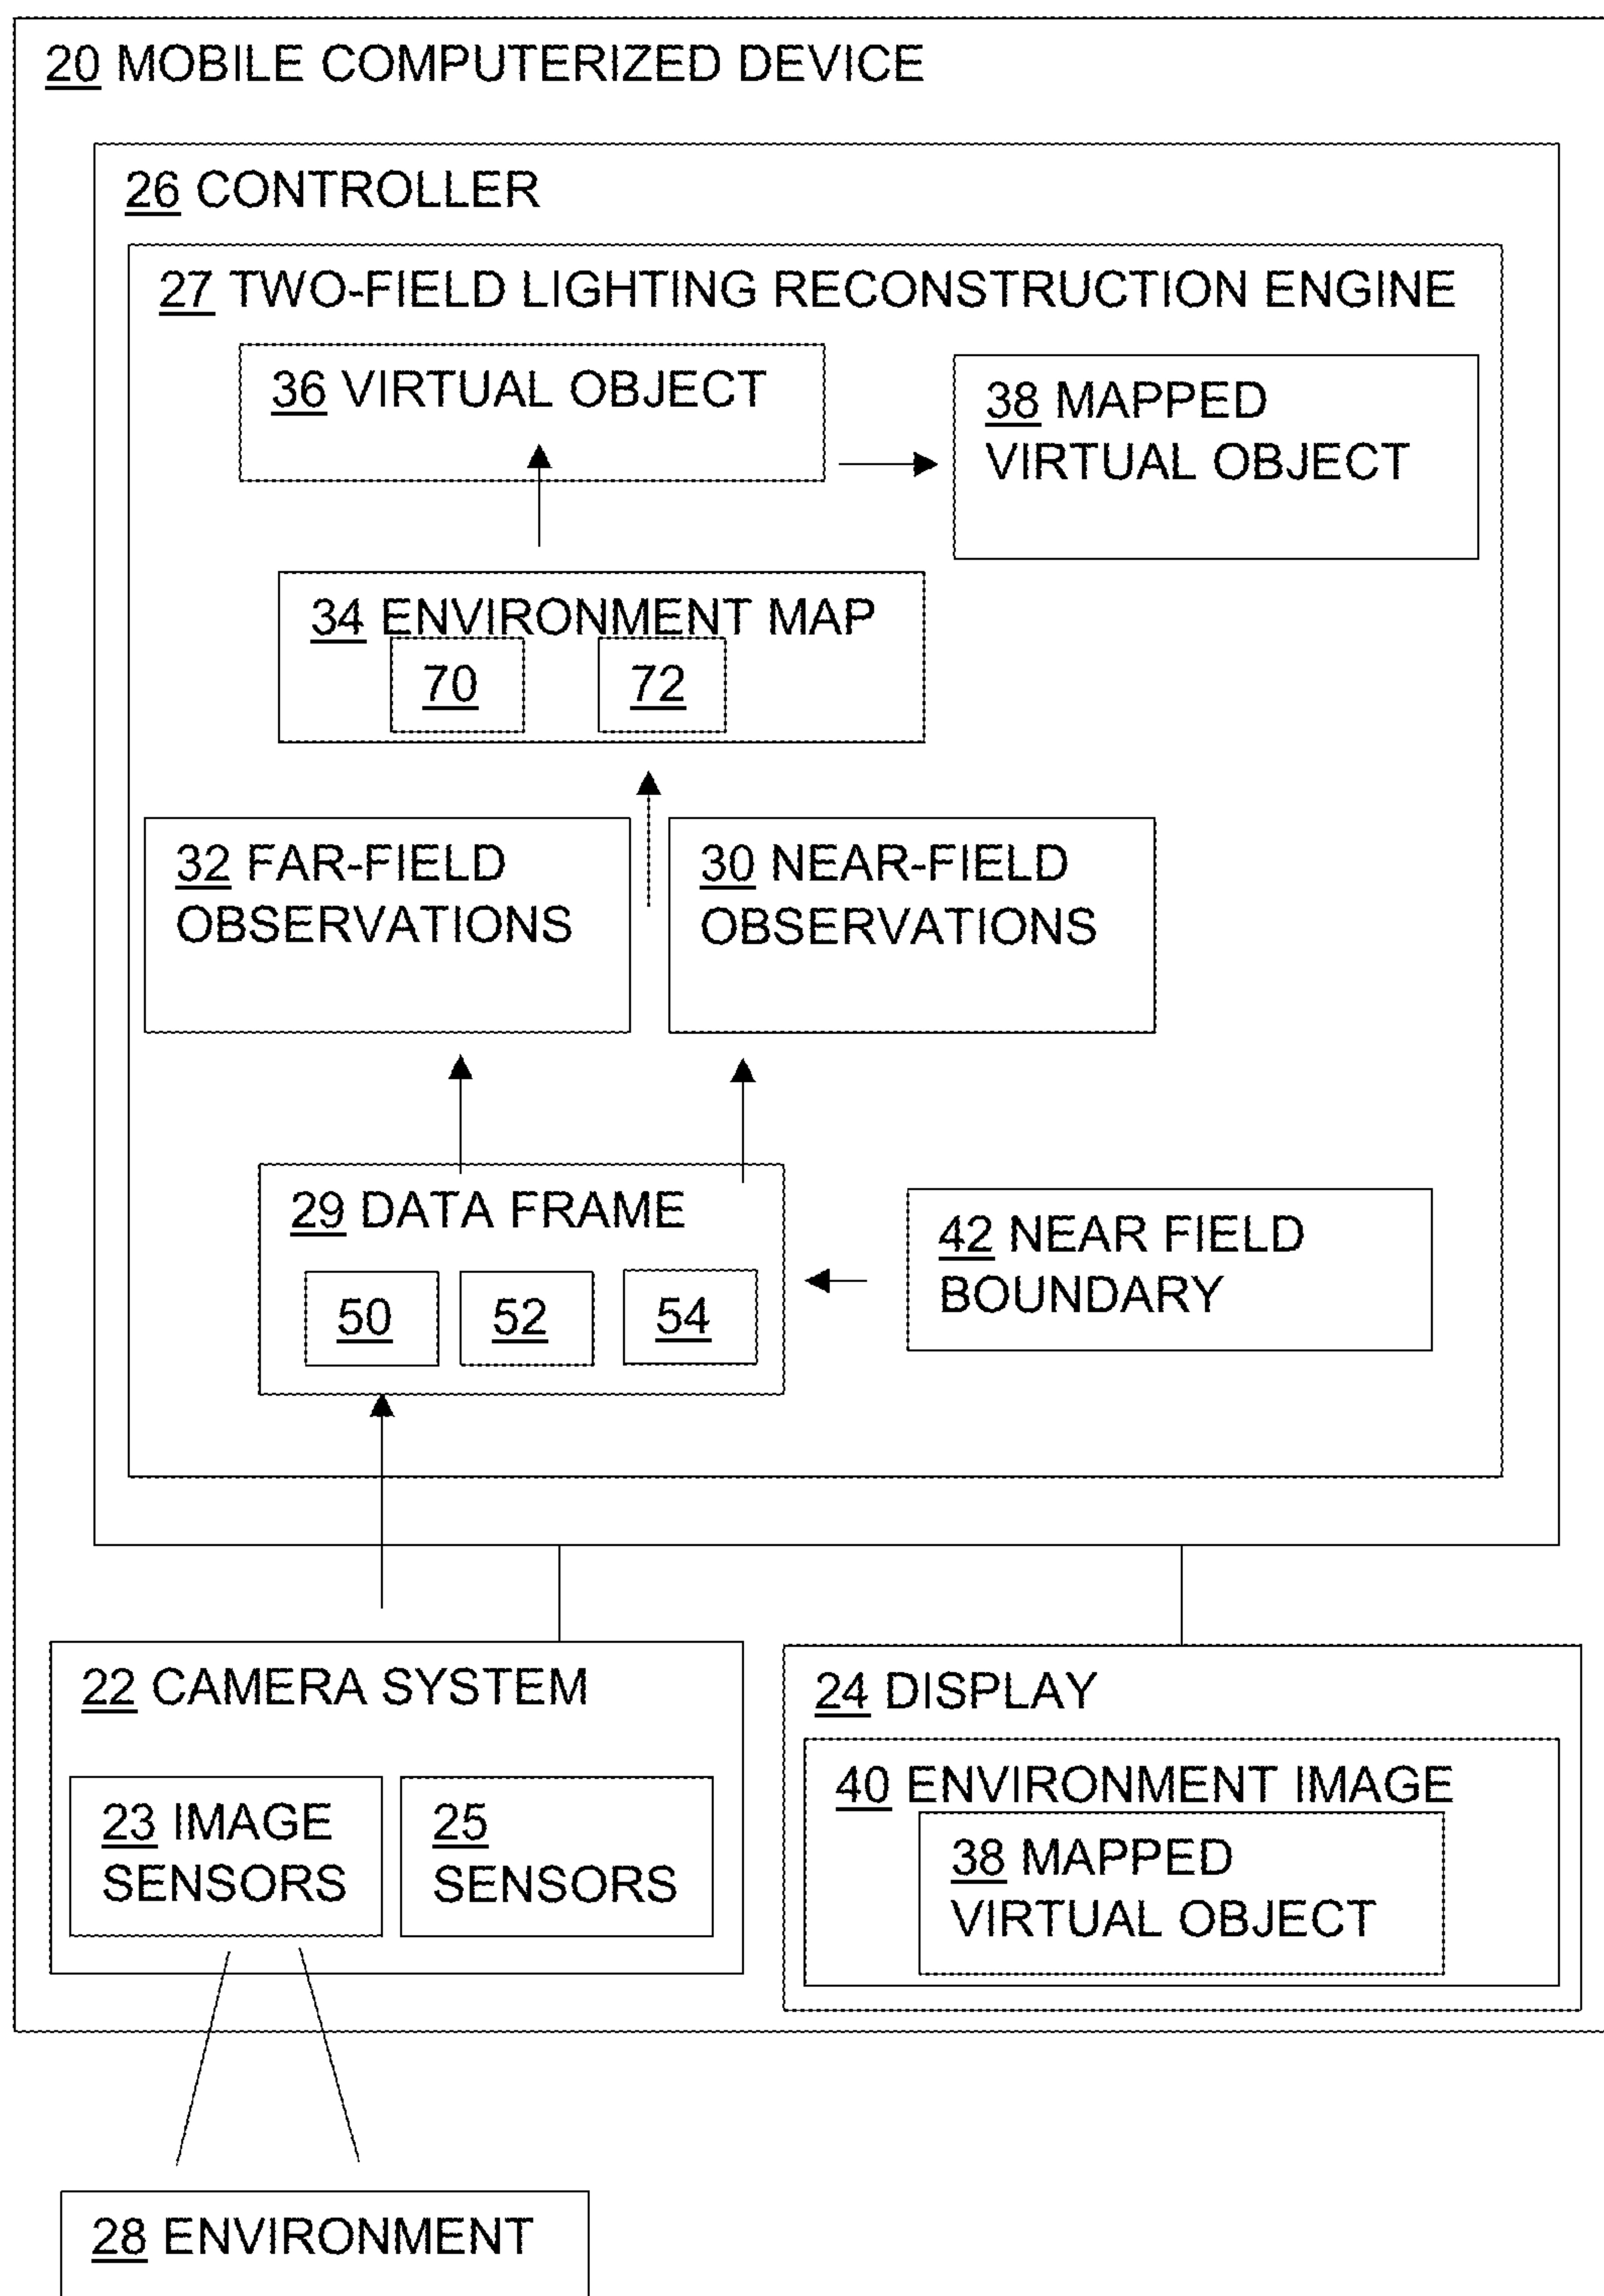 20 MOBILE COMPUTERIZED DEVICE
26 CONTROLLER
27 TWO-FIELD LIGHTING RECONSTRUCTION ENGINE
36 VIRTUAL OBJECT
38 MAPPED
VIRTUAL OBJECT
34 ENVIRONMENT MAP
70
72
32 FAR-FIELD
OBSERVATIONS
30 NEAR-FIELD
OBSERVATIONS
29 DATA FRAME
50
52
54
42 NEAR FIELD
BOUNDARY
22 CAMERA SYSTEM
23 IMAGE
SENSORS
25
SENSORS
24 DISPLAY
40 ENVIRONMENT IMAGE
38 MAPPED
VIRTUAL OBJECT
28 ENVIRONMENT